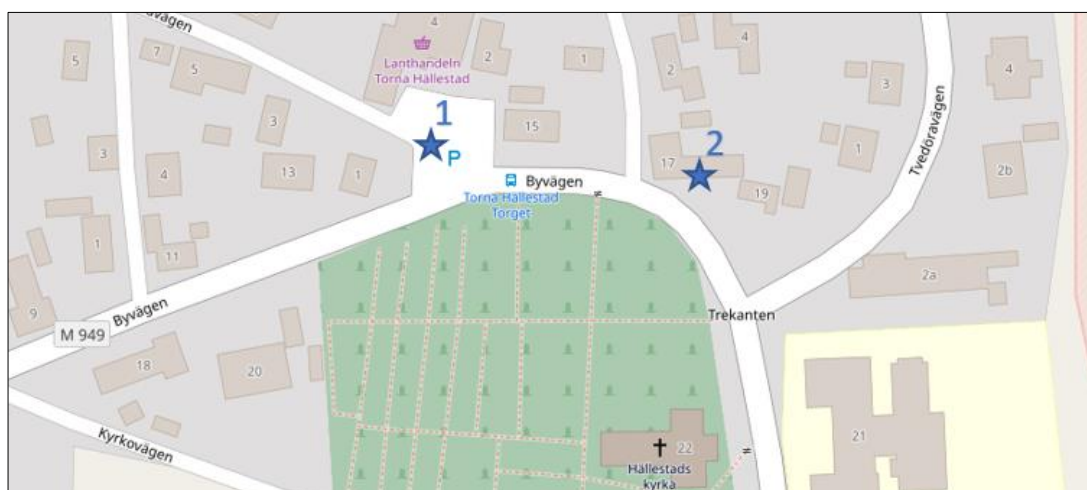 4
5
7
5
Lanthandeln
Torna Hällestad
2
1
2
4
3
4
1
2
3
3
4
13
1
P
15
17
19
1
2b
Tvedöravägen
Byvägen
Torna Hällestad
Torget
1
11
9
Byvägen
M 949
2a
Trekanten
18
20
Kyrkovägen
22
Hällestads
kyrka
21